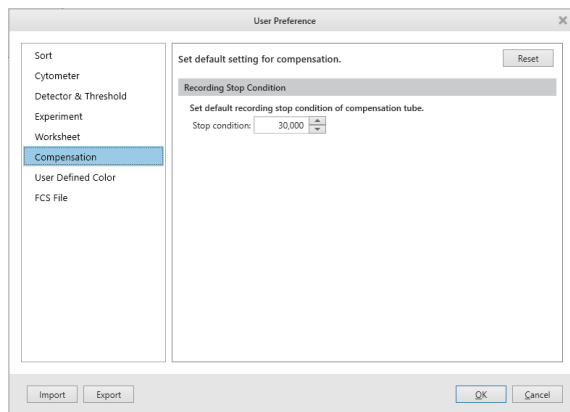 User Preference
Sort
Cytometer
Detector & Threshold
Experiment
Worksheet
Compensation
User Defined Color
FCS File
Set default setting for compensation.
Reset
Recording Stop Condition
Set default recording stop condition of compensation tube.
Stop condition: 30,000
Import Export OK Cancel